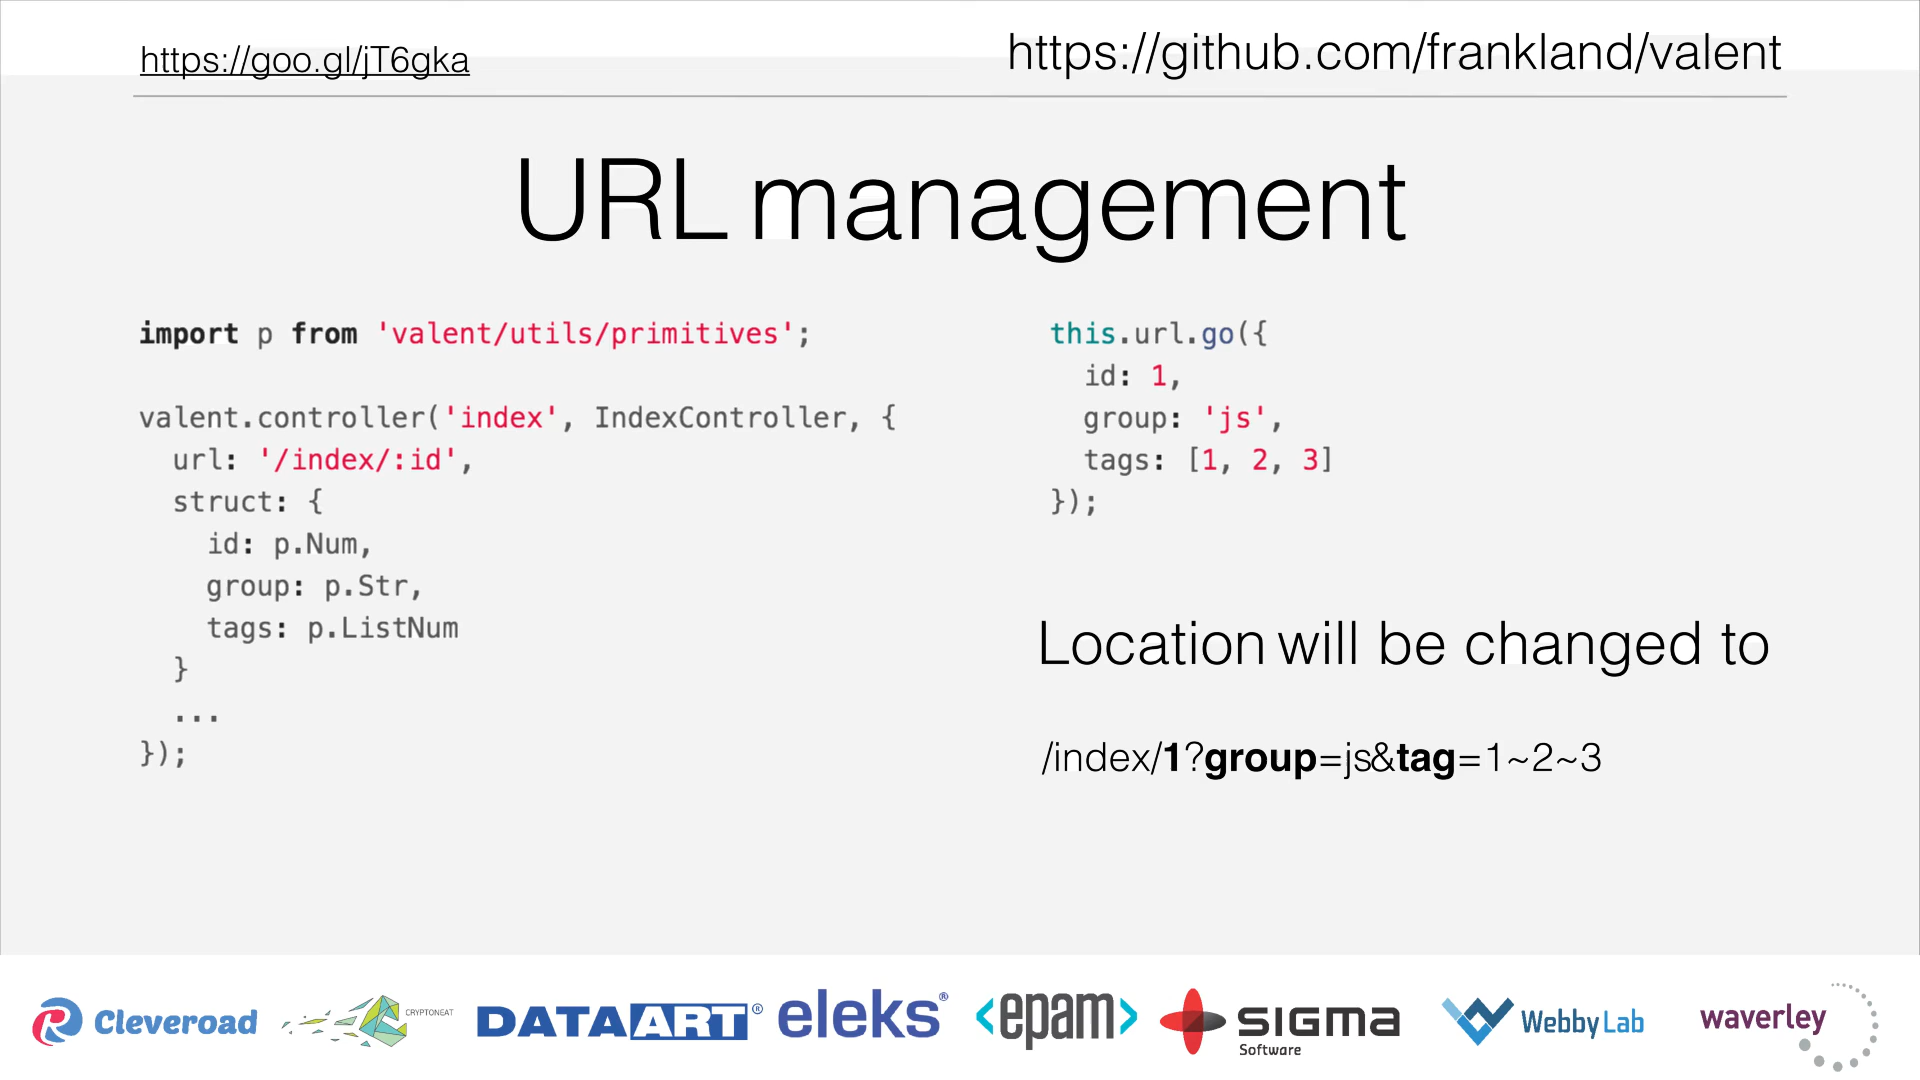 https://goo.gl/jT6gka
https://github.com/frankland/valent
URL management
import p from 'valent/utils/primitives';
valent.controller('index', IndexController, {
url: '/index/:id',
struct: {
id: p.Num,
group: p.Str,
tags: p.ListNum
}
...
});
this.url.go({
id: 1,
group: 'js',
tags: [1, 2, 3]
});
Location will be changed to
/index/1?group=js&tag=1~2~3
Cleveroad
CRYPTONEAT
DATAART®
eleks®
<epam>
SIGMA
Software
WebbyLab
waverley